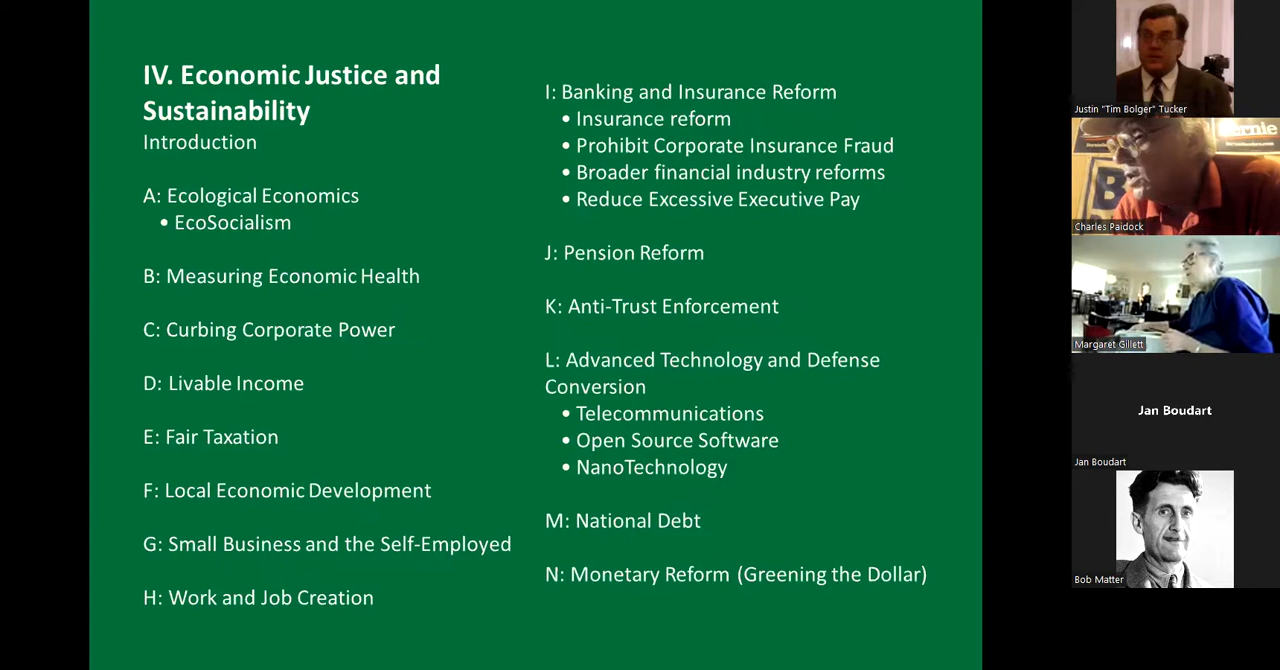 IV. Economic Justice and
Sustainability
Introduction
A: Ecological Economics
• EcoSocialism
B: Measuring Economic Health
C: Curbing Corporate Power
D: Livable Income
E: Fair Taxation
F: Local Economic Development
G: Small Business and the Self-Employed
H: Work and Job Creation
I: Banking and Insurance Reform
• Insurance reform
• Prohibit Corporate Insurance Fraud
• Broader financial industry reforms
• Reduce Excessive Executive Pay
J: Pension Reform
K: Anti-Trust Enforcement
L: Advanced Technology and Defense
Conversion
• Telecommunications
• Open Source Software
• NanoTechnology
M: National Debt
N: Monetary Reform (Greening the Dollar)
Justin "Tim Bolger" Tucker
ernie
B
Charles Paidock
Margaret Gillett
Jan Boudart
Jan Boudart
Bob Matter